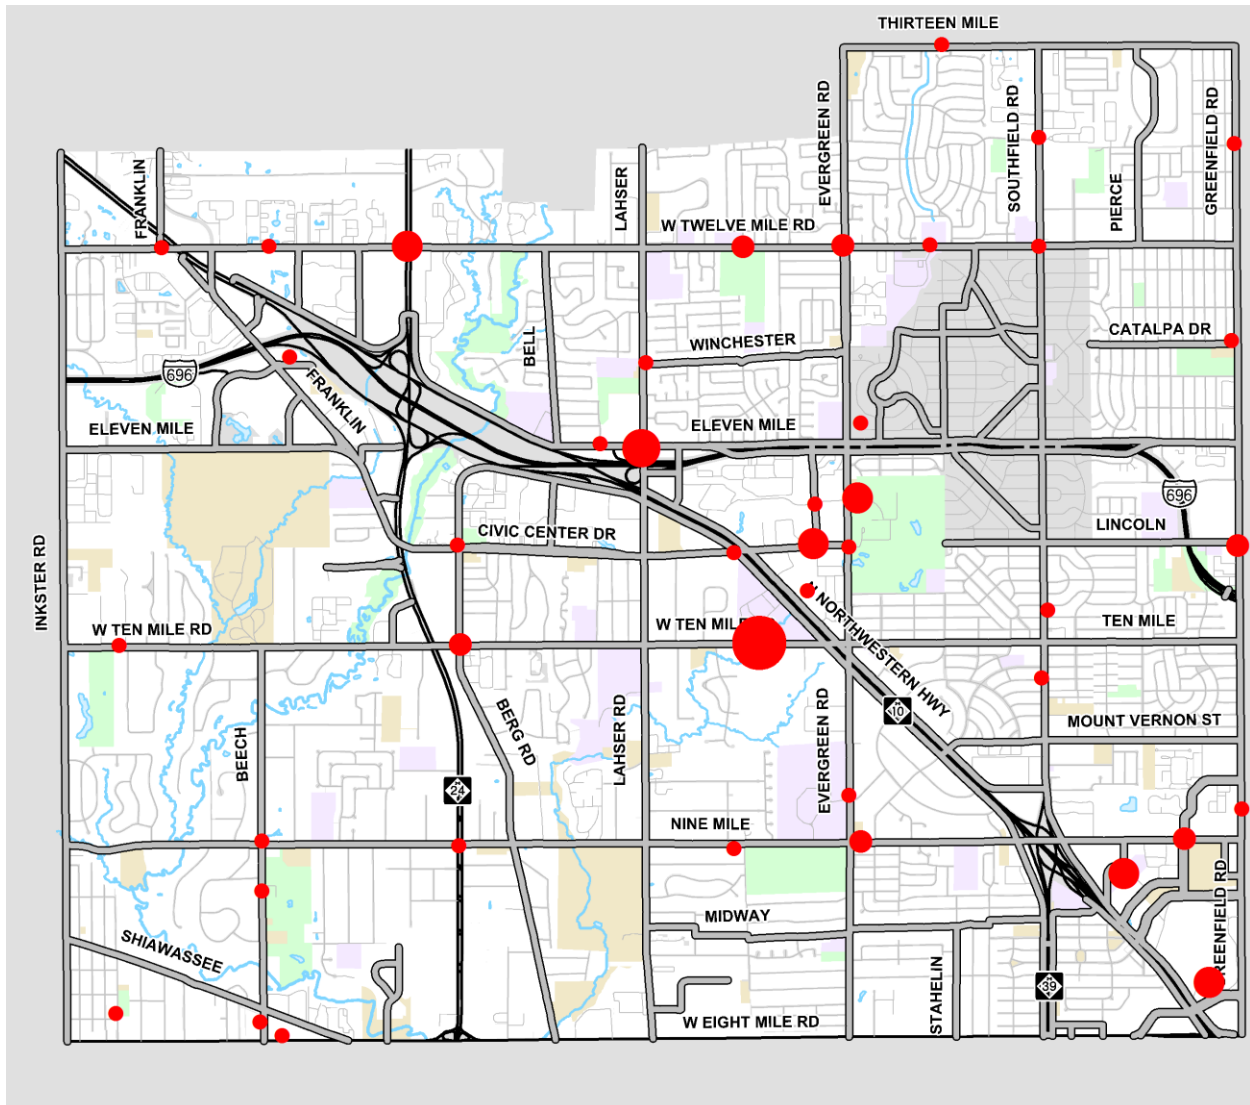 THIRTEEN MILE
EVERGREEN RD
SOUTHFIELD RD
GREENFIELD RD
FRANKLIN
LAHSER
PIERCE
W TWELVE MILE RD
BELL
WINCHESTER
CATALPA DR
696
FRANKLIN
ELEVEN MILE
ELEVEN MILE
696
LINCOLN
CIVIC CENTER DR
INKSTER RD
W TEN MILE RD
W TEN MILE
N NORTHWESTERN HWY
TEN MILE
BERG RD
LAHSER RD
EVERGREEN RD
10
MOUNT VERNON ST
BEECH
24
NINE MILE
MIDWAY
SHIAWASSEE
STAHELIN
39
W EIGHT MILE RD
REENFIELD RD